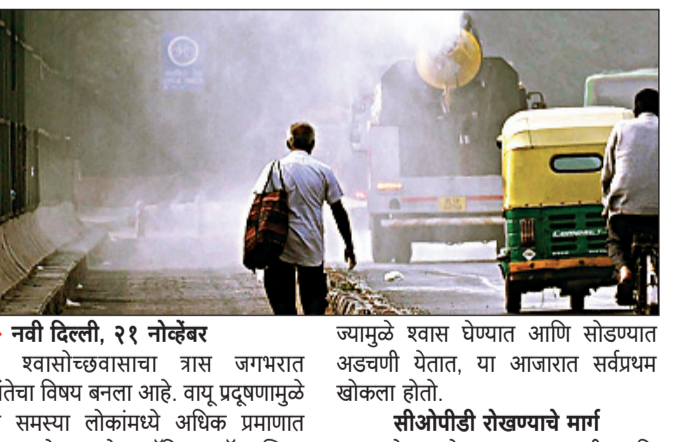 नवी दिल्ली, २१ नोव्हेंबर
श्वासोच्छवासाचा त्रास जगभरात
विषय बनला आहे. वायू प्रदूषणामुळे
समस्या लोकांमध्ये अधिक प्रमाणात
ज्यामुळे श्वास घेण्यात आणि सोडण्यात
अडचणी येतात, या आजारात सर्वप्रथम
खोकला होतो.
सीओपीडी रोखण्याचे मार्ग